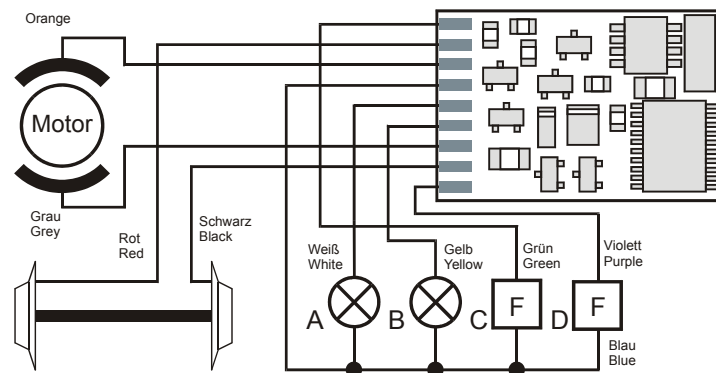 Orange
Motor
Grau
Grey
Rot
Red
Schwarz
Black
Weiß
White
Gelb
Yellow
Grün
Green
Violett
Purple
A
B
C
F
D
F
Blau
Blue